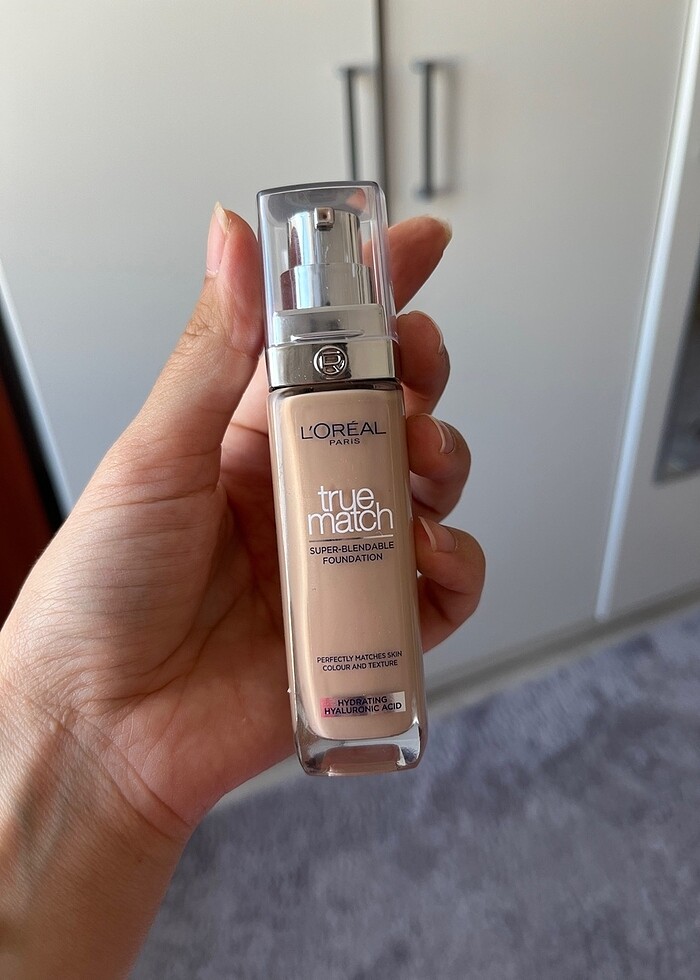 L'ORÉAL
PARIS
true
match
SUPER-BLENDABLE
FOUNDATION
PERFECTLY MATCHES SKIN
COLOUR AND TEXTURE
HYDRATING
HYALURONIC ACID